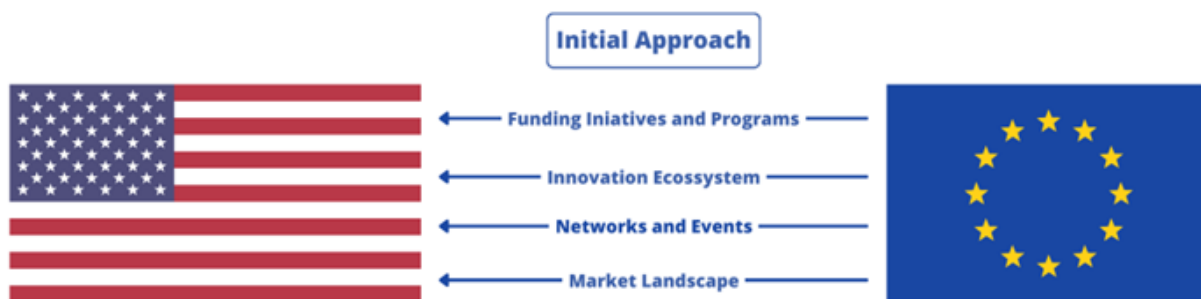 Initial Approach
Funding Iniatives and Programs
Innovation Ecossystem
Networks and Events
Market Landscape